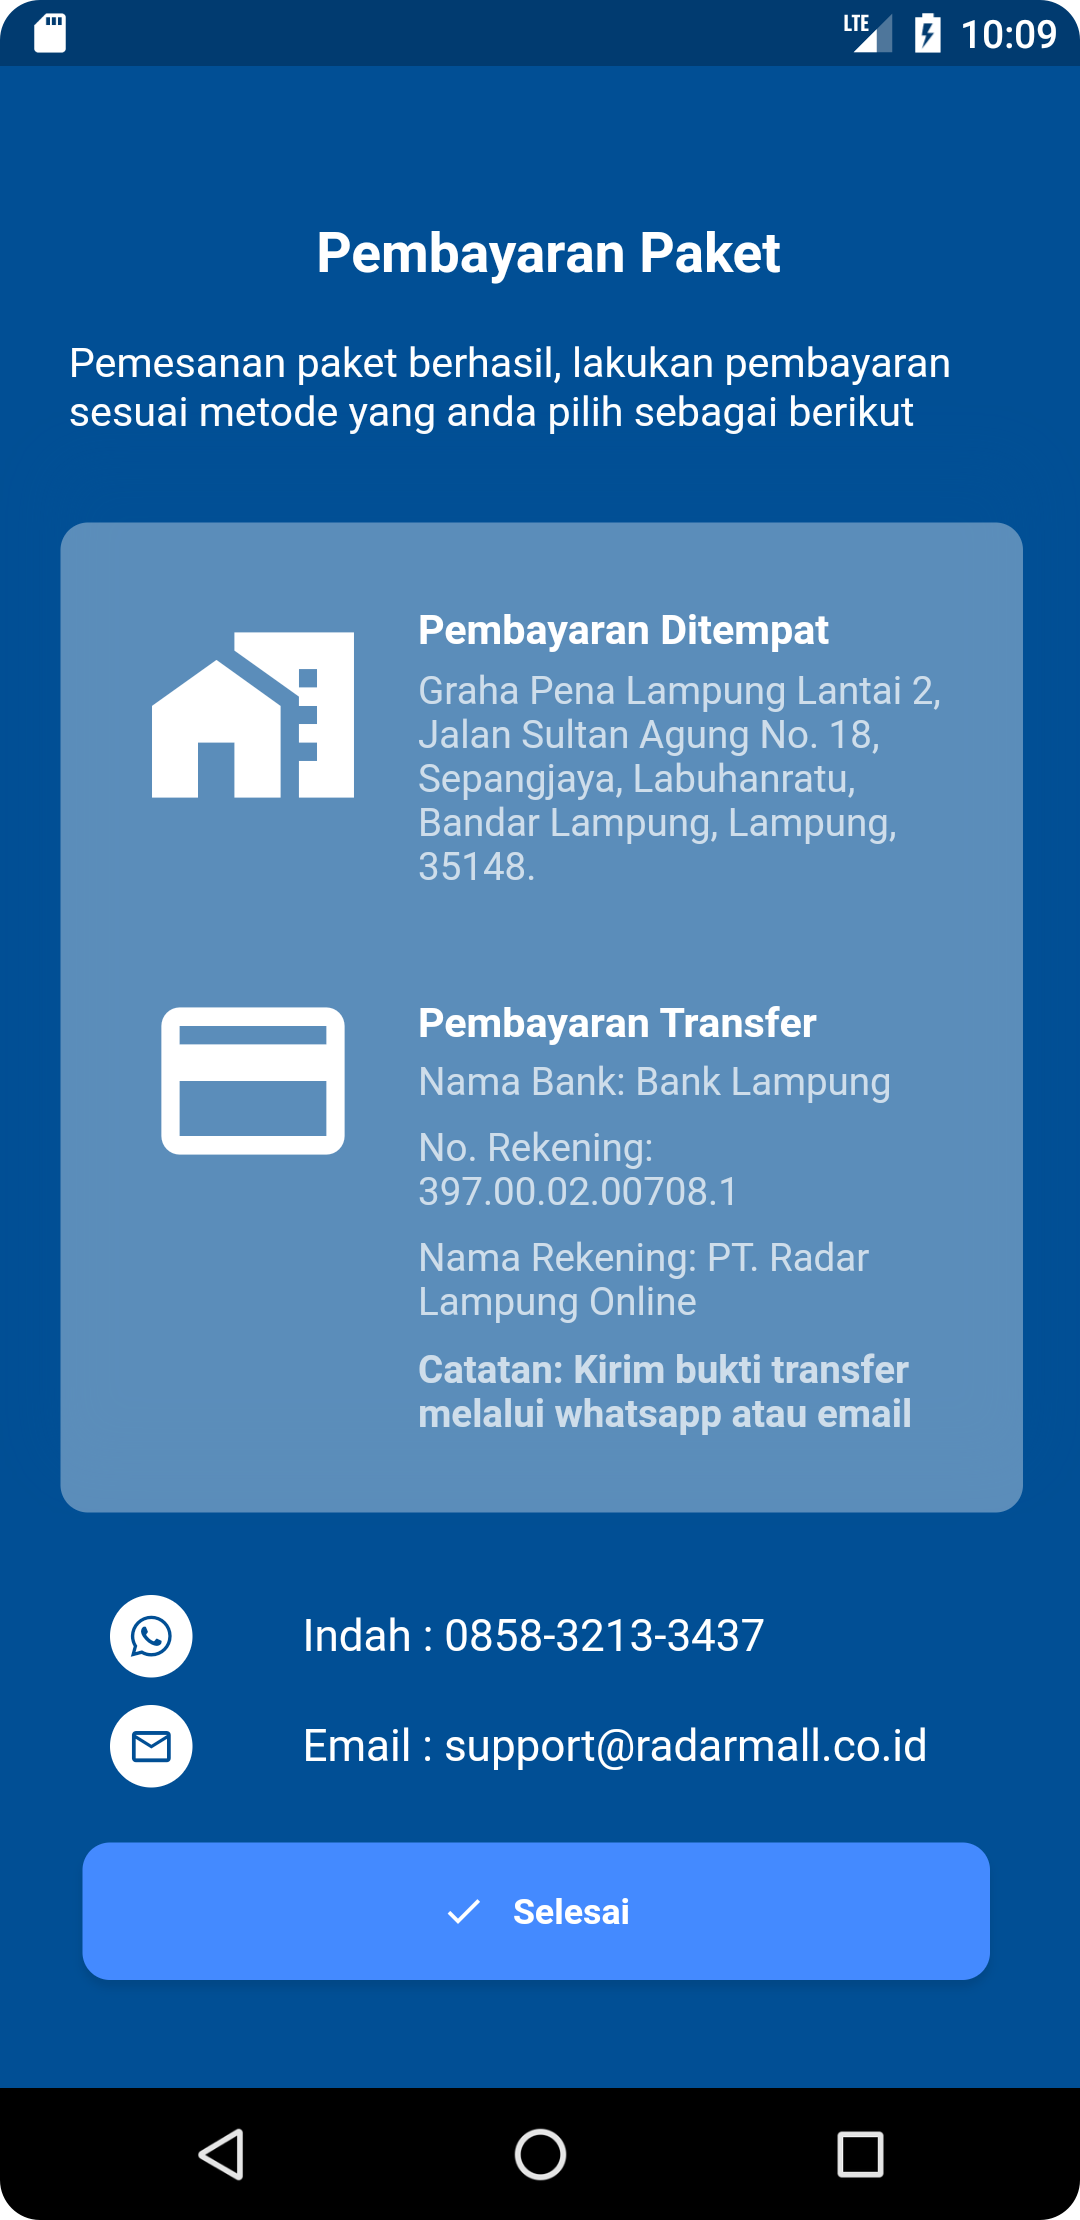 LTE 10:09
Pembayaran Paket
Pemesanan paket berhasil, lakukan pembayaran
sesuai metode yang anda pilih sebagai berikut
Pembayaran Ditempat
Graha Pena Lampung Lantai 2,
Jalan Sultan Agung No. 18,
Sepangjaya, Labuhanratu,
Bandar Lampung, Lampung,
35148.
Pembayaran Transfer
Nama Bank: Bank Lampung
No. Rekening:
397.00.02.00708.1
Nama Rekening: PT. Radar
Lampung Online
Catatan: Kirim bukti transfer
melalui whatsapp atau email
Indah : 0858-3213-3437
Email : support@radarmall.co.id
Selesai